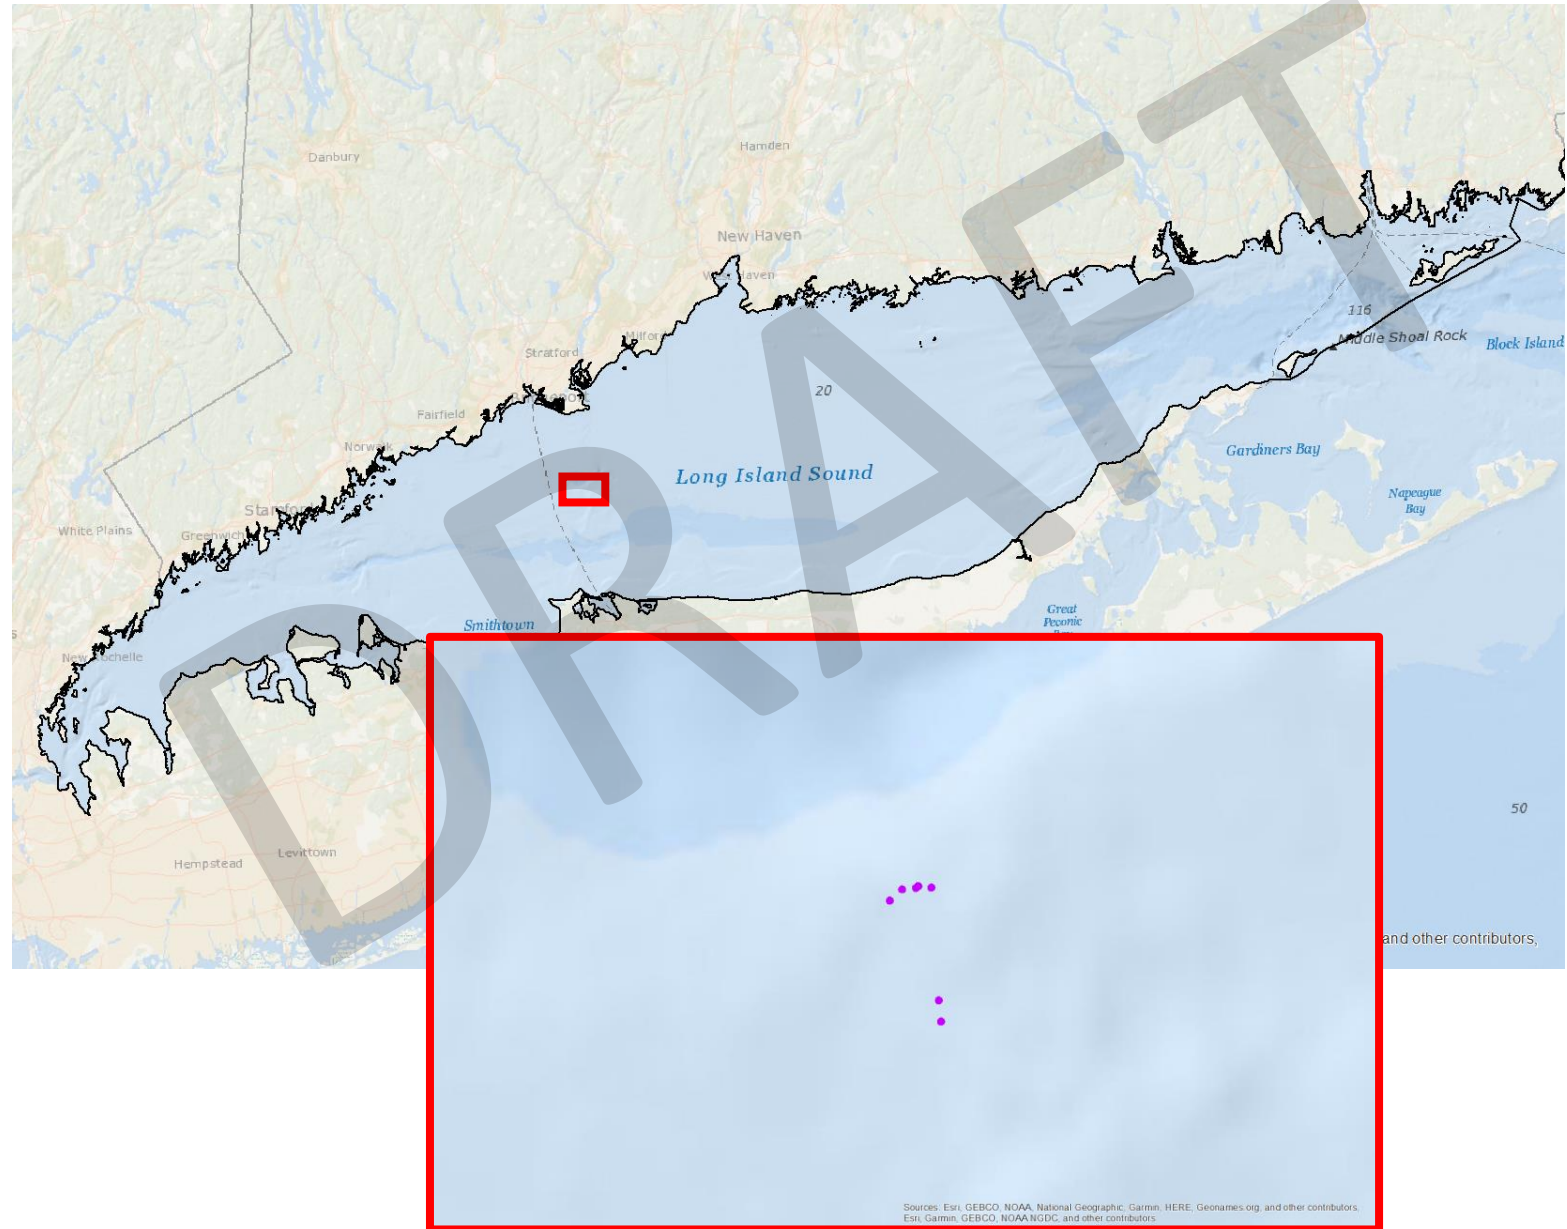 Danbury
Hamden
New Haven
Haven
Milford
Stratford
Fairfield
Norwalk
Stamford
Greenwich
White Plains
New Rochelle
Hempstead
Levittown
20
Long Island Sound
116
Middle Shoal Rock
Block Island
Gardiners Bay
Napeague
Bay
Great
Peconic
Smithtown
50
DRAFT
and other contributors,
Sources: Esri, GEBCO, NOAA, National Geographic, Garmin, HERE, Geonames.org, and other contributors.
Esri, Garmin, GEBCO, NOAA NGDC, and other contributors